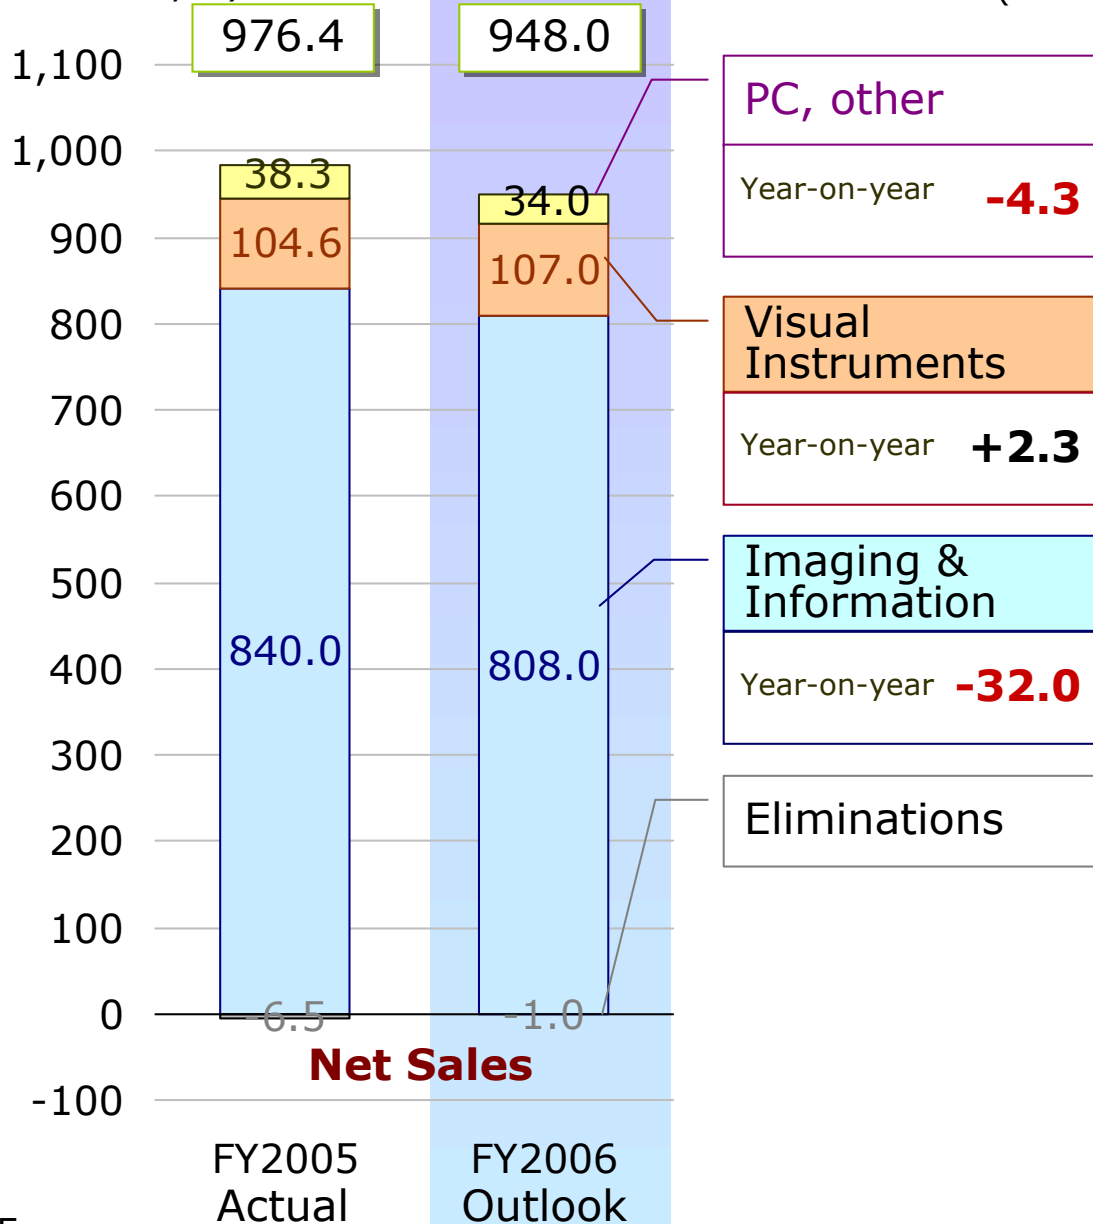 976.4
948.0
1,100
1,000
900
800
700
600
500
400
300
200
100
0
-100
38.3
104.6
840.0
-6.5
34.0
107.0
808.0
-1.0
Net Sales
FY2005
Actual
FY2006
Outlook
PC, other
Year-on-year -4.3
Visual
Instruments
Year-on-year +2.3
Imaging &
Information
Year-on-year -32.0
Eliminations